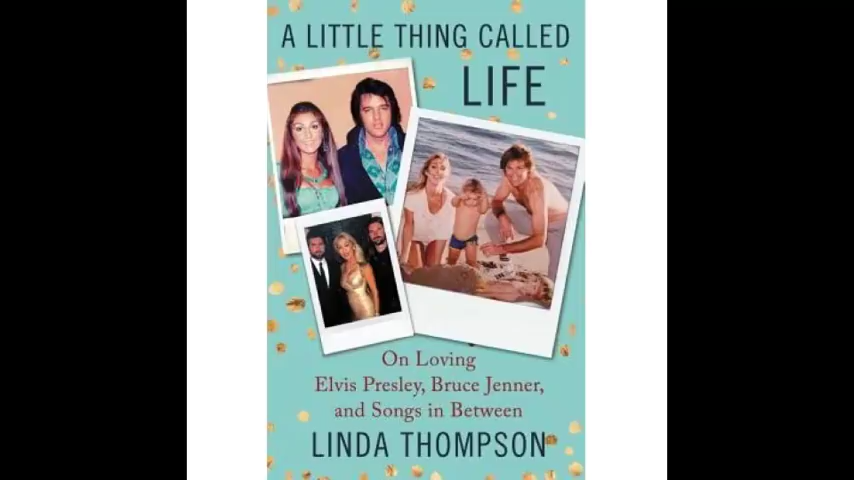 A LITTLE THING CALLED
LIFE
On Loving
Elvis Presley, Bruce Jenner,
and Songs in Between
LINDA THOMPSON